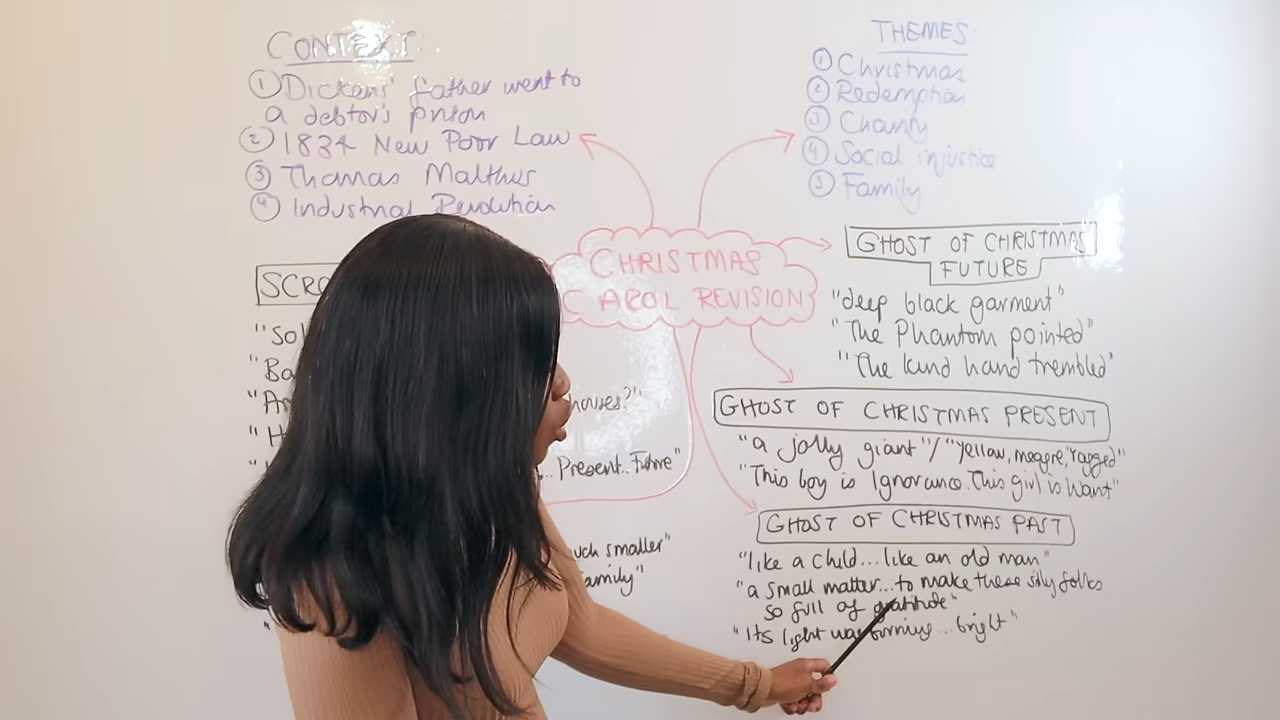 CONTEXT
① Dickens' father went to
a debtor's prison
② 1834 New Poor Law
③ Thomas Malthus
④ Industrial Revolution
THEMES
① Christmas
② Redemption
③ Charity
④ Social injustice
⑤ Family
CHRISTMAS
CAROL REVISION
GHOST OF CHRISTMAS
FUTURE
"deep black garment"
"The Phantom pointed"
"The kind hand trembled"
GHOST OF CHRISTMAS PRESENT
"a jolly giant"/"yellow, meagre, ragged"
"This boy is Ignorance. This girl is Want"
GHOST OF CHRISTMAS PAST
"like a child...like an old man"
"a small matter...to make these silly folks
so full of gratitude"
"Its light was burning...bright"
SCRO
"So
"Ba
"Ar
houses?"
"H
... Present..Future"
uch smaller"
family"